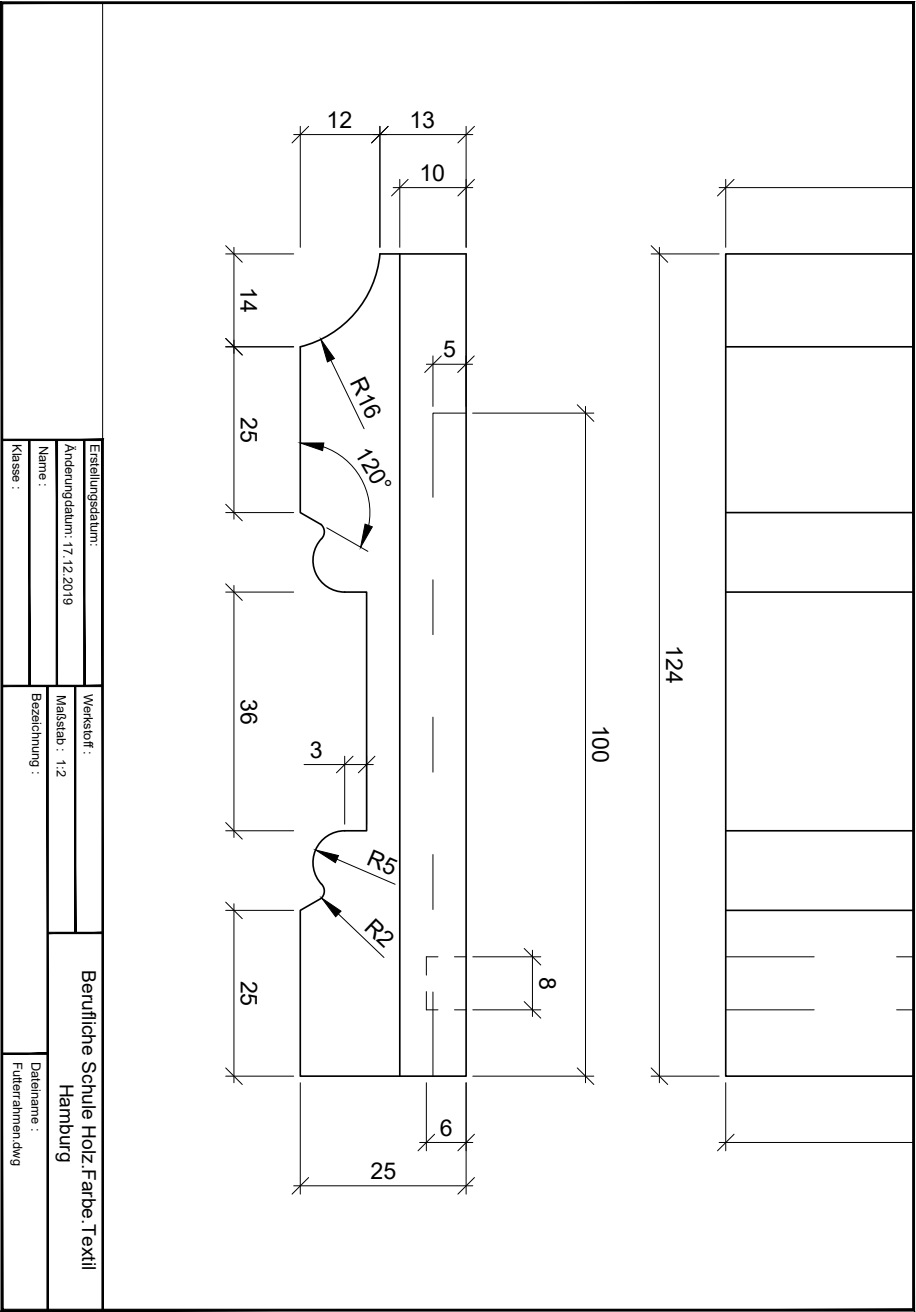 12
13
10
14
R16
5
25
120°
36
3
R5
R2
25
8
6
25
100
124
Erstellungsdatum:
Änderungdatum: 17.12.2019
Name :
Klasse :
Werkstoff :
Maßstab : 1:2
Bezeichnung :
Berufliche Schule Holz.Farbe.Textil
Hamburg
Dateiname :
Futterrahmen.dwg